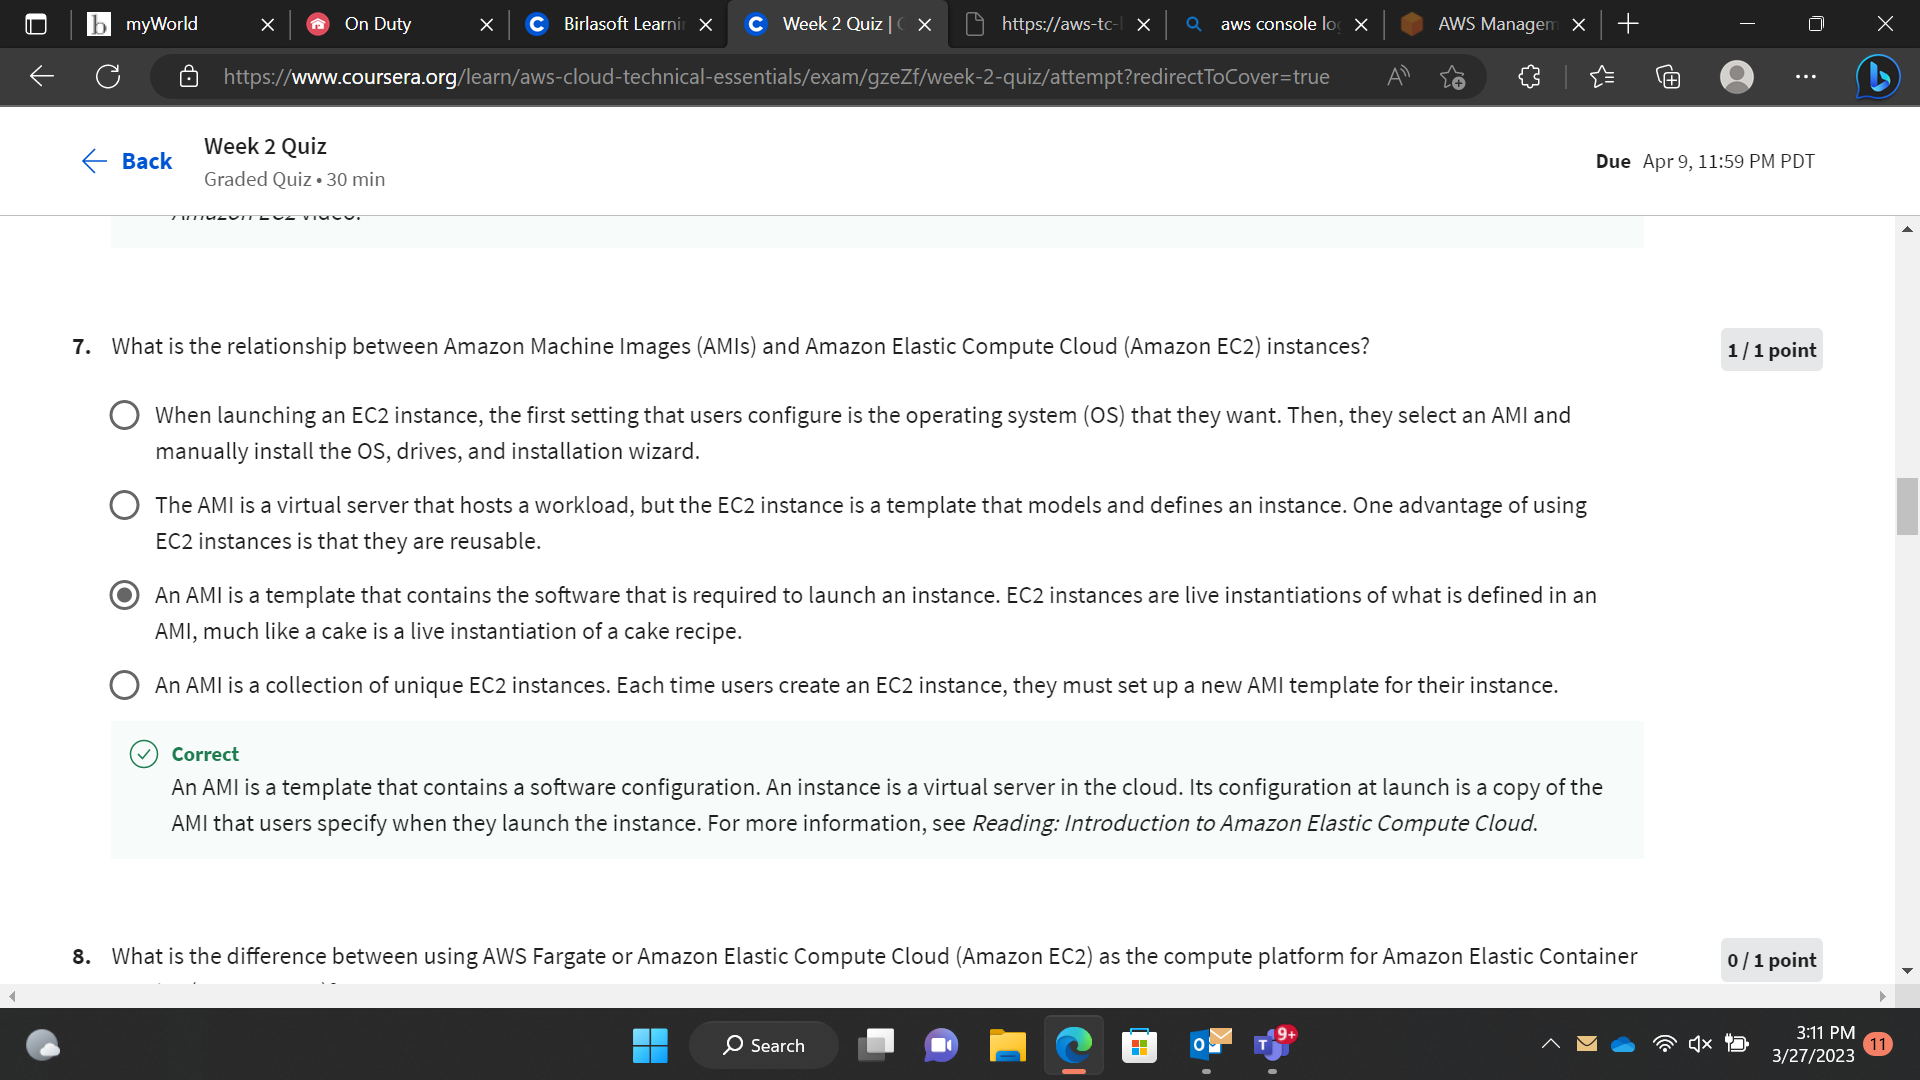 myWorld
On Duty
Birlasoft Learni
Week 2 Quiz |
https://aws-tc-
aws console lo
AWS Managem
https://www.coursera.org/learn/aws-cloud-technical-essentials/exam/gzeZf/week-2-quiz/attempt?redirectToCover=true
Back
Week 2 Quiz
Graded Quiz • 30 min
Due Apr 9, 11:59 PM PDT
Amazon EC2 video.
7. What is the relationship between Amazon Machine Images (AMIs) and Amazon Elastic Compute Cloud (Amazon EC2) instances?
1 / 1 point
When launching an EC2 instance, the first setting that users configure is the operating system (OS) that they want. Then, they select an AMI and
manually install the OS, drives, and installation wizard.
The AMI is a virtual server that hosts a workload, but the EC2 instance is a template that models and defines an instance. One advantage of using
EC2 instances is that they are reusable.
An AMI is a template that contains the software that is required to launch an instance. EC2 instances are live instantiations of what is defined in an
AMI, much like a cake is a live instantiation of a cake recipe.
An AMI is a collection of unique EC2 instances. Each time users create an EC2 instance, they must set up a new AMI template for their instance.
Correct
An AMI is a template that contains a software configuration. An instance is a virtual server in the cloud. Its configuration at launch is a copy of the
AMI that users specify when they launch the instance. For more information, see Reading: Introduction to Amazon Elastic Compute Cloud.
8. What is the difference between using AWS Fargate or Amazon Elastic Compute Cloud (Amazon EC2) as the compute platform for Amazon Elastic Container
0 / 1 point
Search
9+
3:11 PM
3/27/2023
11